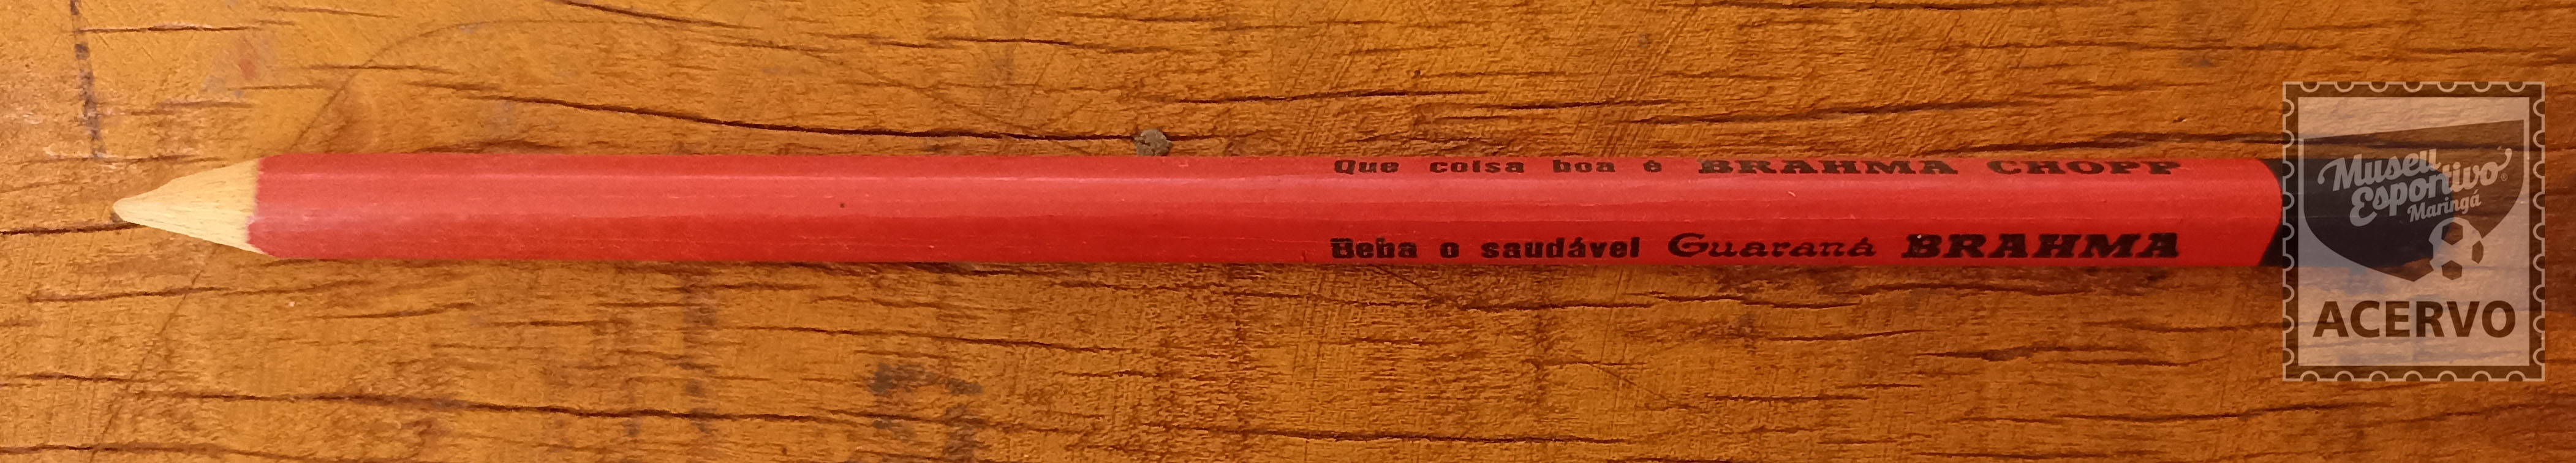 Que coisa boa é BRAHMA CHOPP
Beba o saudável Guaraná BRAHMA
Museu
Esportivo
Maringá
ACERVO